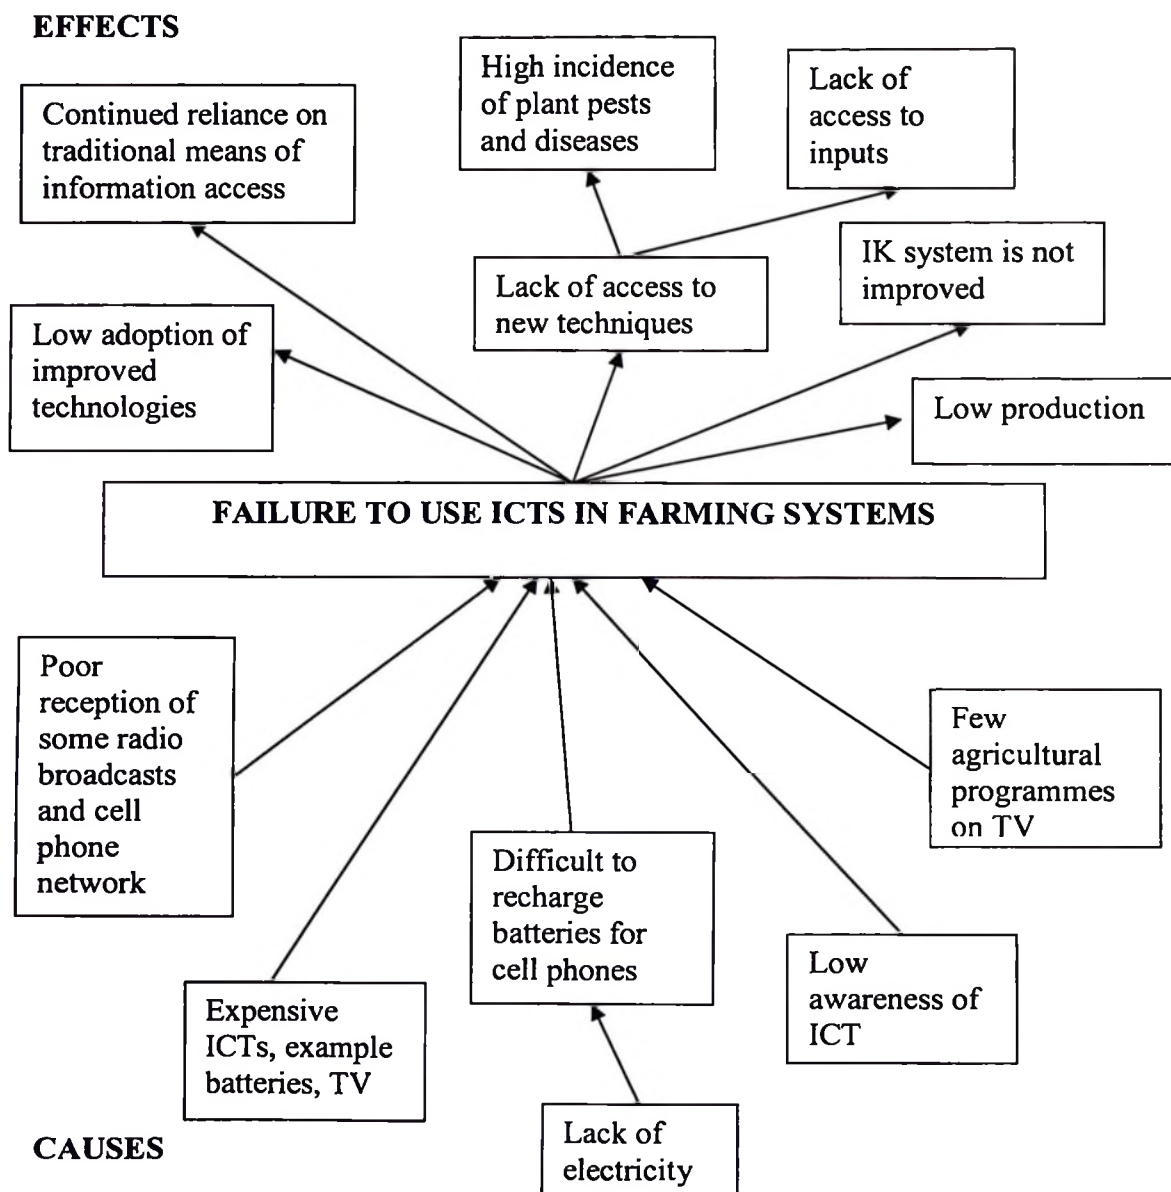 EFFECTS
Continued reliance on
traditional means of
information access
High incidence
of plant pests
and diseases
Lack of
access to
inputs
Low adoption of
improved
technologies
Lack of access to
new techniques
IK system is not
improved
Low production
FAILURE TO USE ICTS IN FARMING SYSTEMS
Poor
reception of
some radio
broadcasts
and cell
phone
network
Expensive
ICTs, example
batteries, TV
Difficult to
recharge
batteries for
cell phones
Lack of
electricity
Low
awareness of
ICT
Few
agricultural
programmes
on TV
CAUSES